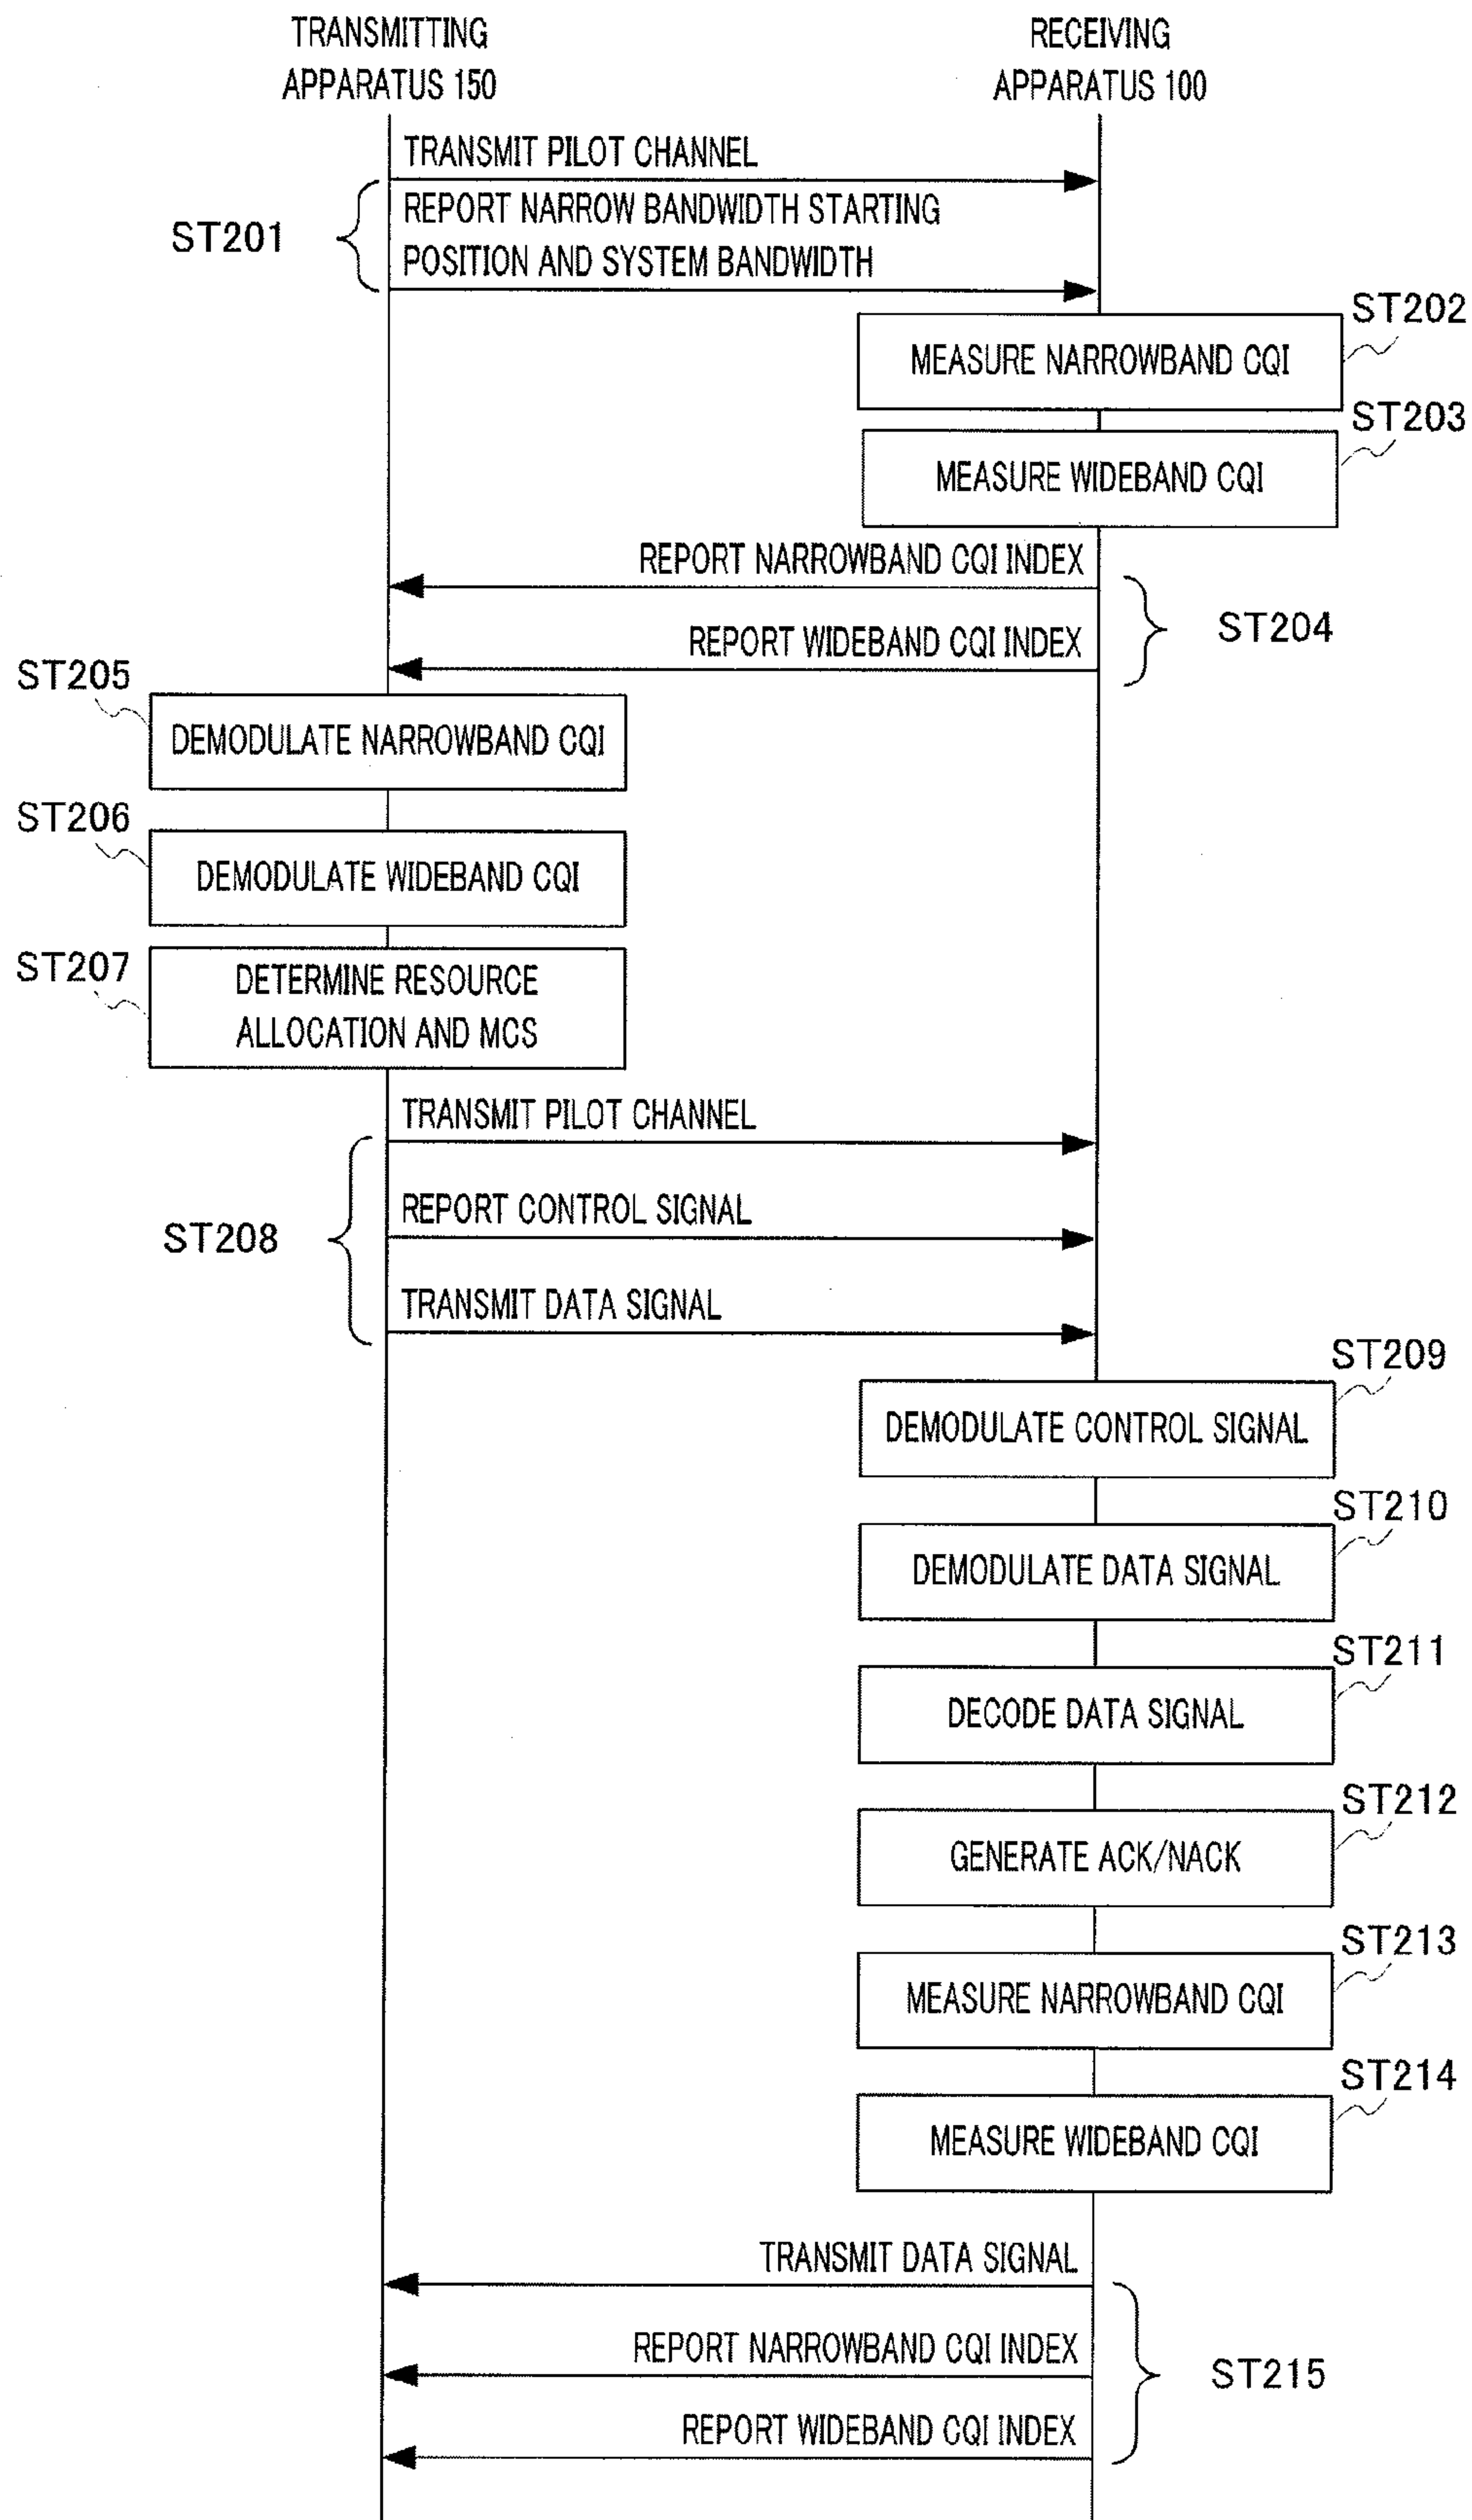 TRANSMITTING
APPARATUS 150
RECEIVING
APPARATUS 100
TRANSMIT PILOT CHANNEL
REPORT NARROW BANDWIDTH STARTING
POSITION AND SYSTEM BANDWIDTH
ST201
ST202
MEASURE NARROWBAND CQI
ST203
MEASURE WIDEBAND CQI
REPORT NARROWBAND CQI INDEX
REPORT WIDEBAND CQI INDEX
ST204
ST205
DEMODULATE NARROWBAND CQI
ST206
DEMODULATE WIDEBAND CQI
ST207
DETERMINE RESOURCE
ALLOCATION AND MCS
TRANSMIT PILOT CHANNEL
REPORT CONTROL SIGNAL
ST208
TRANSMIT DATA SIGNAL
ST209
DEMODULATE CONTROL SIGNAL
ST210
DEMODULATE DATA SIGNAL
ST211
DECODE DATA SIGNAL
ST212
GENERATE ACK/NACK
ST213
MEASURE NARROWBAND CQI
ST214
MEASURE WIDEBAND CQI
TRANSMIT DATA SIGNAL
REPORT NARROWBAND CQI INDEX
ST215
REPORT WIDEBAND CQI INDEX